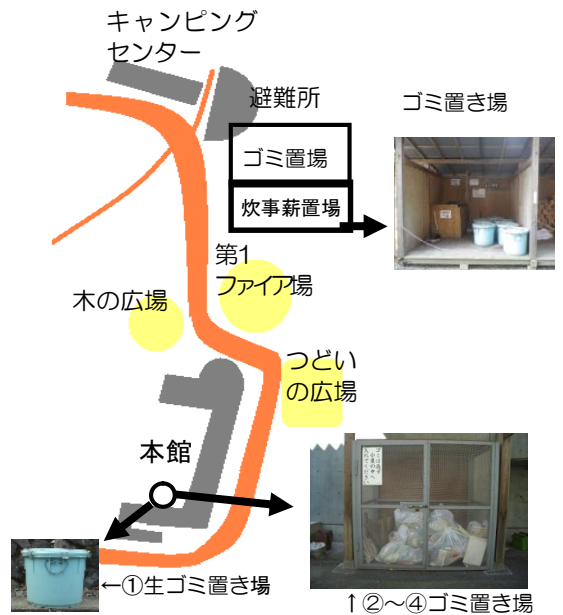 キャンピング
センター
避難所
ゴミ置き場
ゴミ置場
炊事薪置場
第1
ファイア場
木の広場
つどい
の広場
本館
←①生ゴミ置き場
↑②～④ゴミ置き場